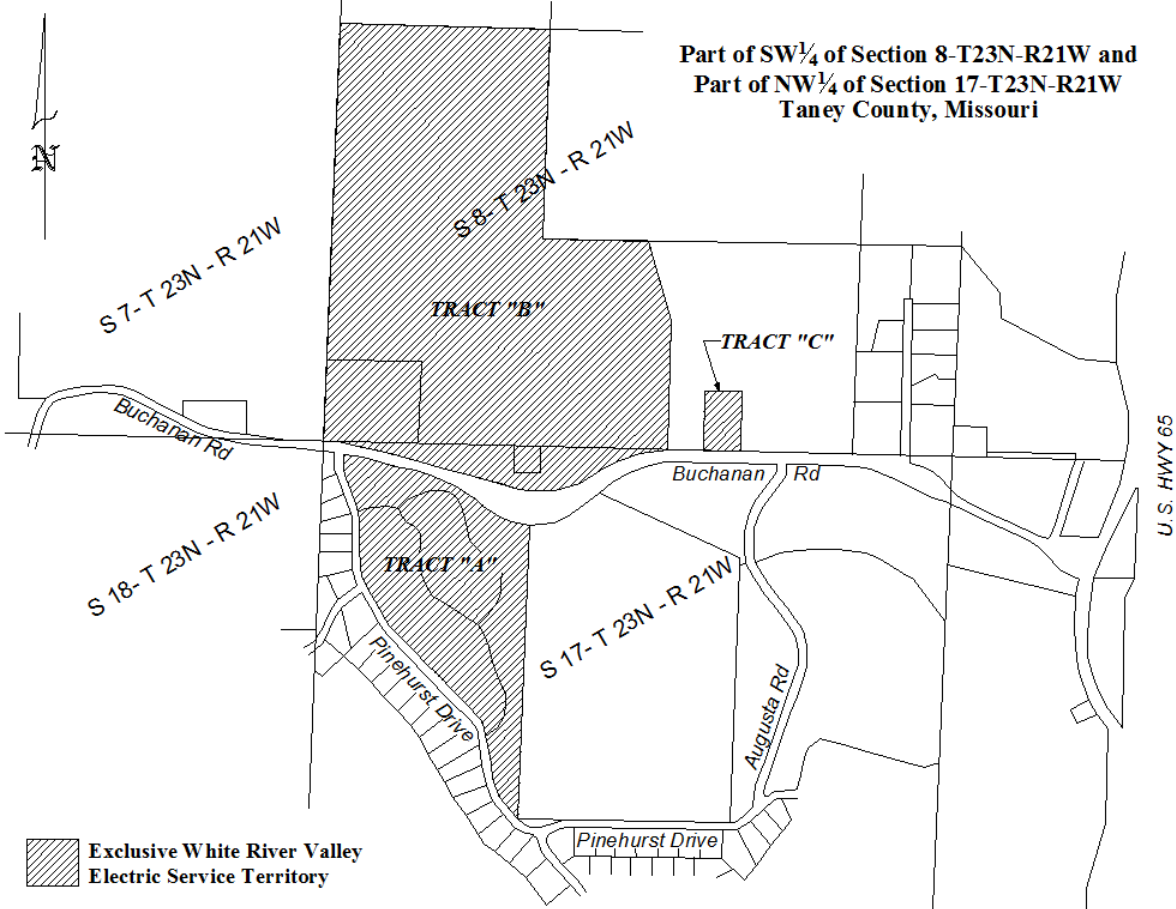 Part of SW¼ of Section 8-T23N-R21W and
Part of NW¼ of Section 17-T23N-R21W
Taney County, Missouri
N
S 8- T 23N - R 21W
S 7- T 23N - R 21W
TRACT "B"
TRACT "C"
Buchanan Rd
Buchanan Rd
U.S. HWY 65
S 18- T 23N - R 21W
TRACT "A"
S 17- T 23N - R 21W
Pinehurst Drive
Augusta Rd
Pinehurst Drive
Exclusive White River Valley
Electric Service Territory